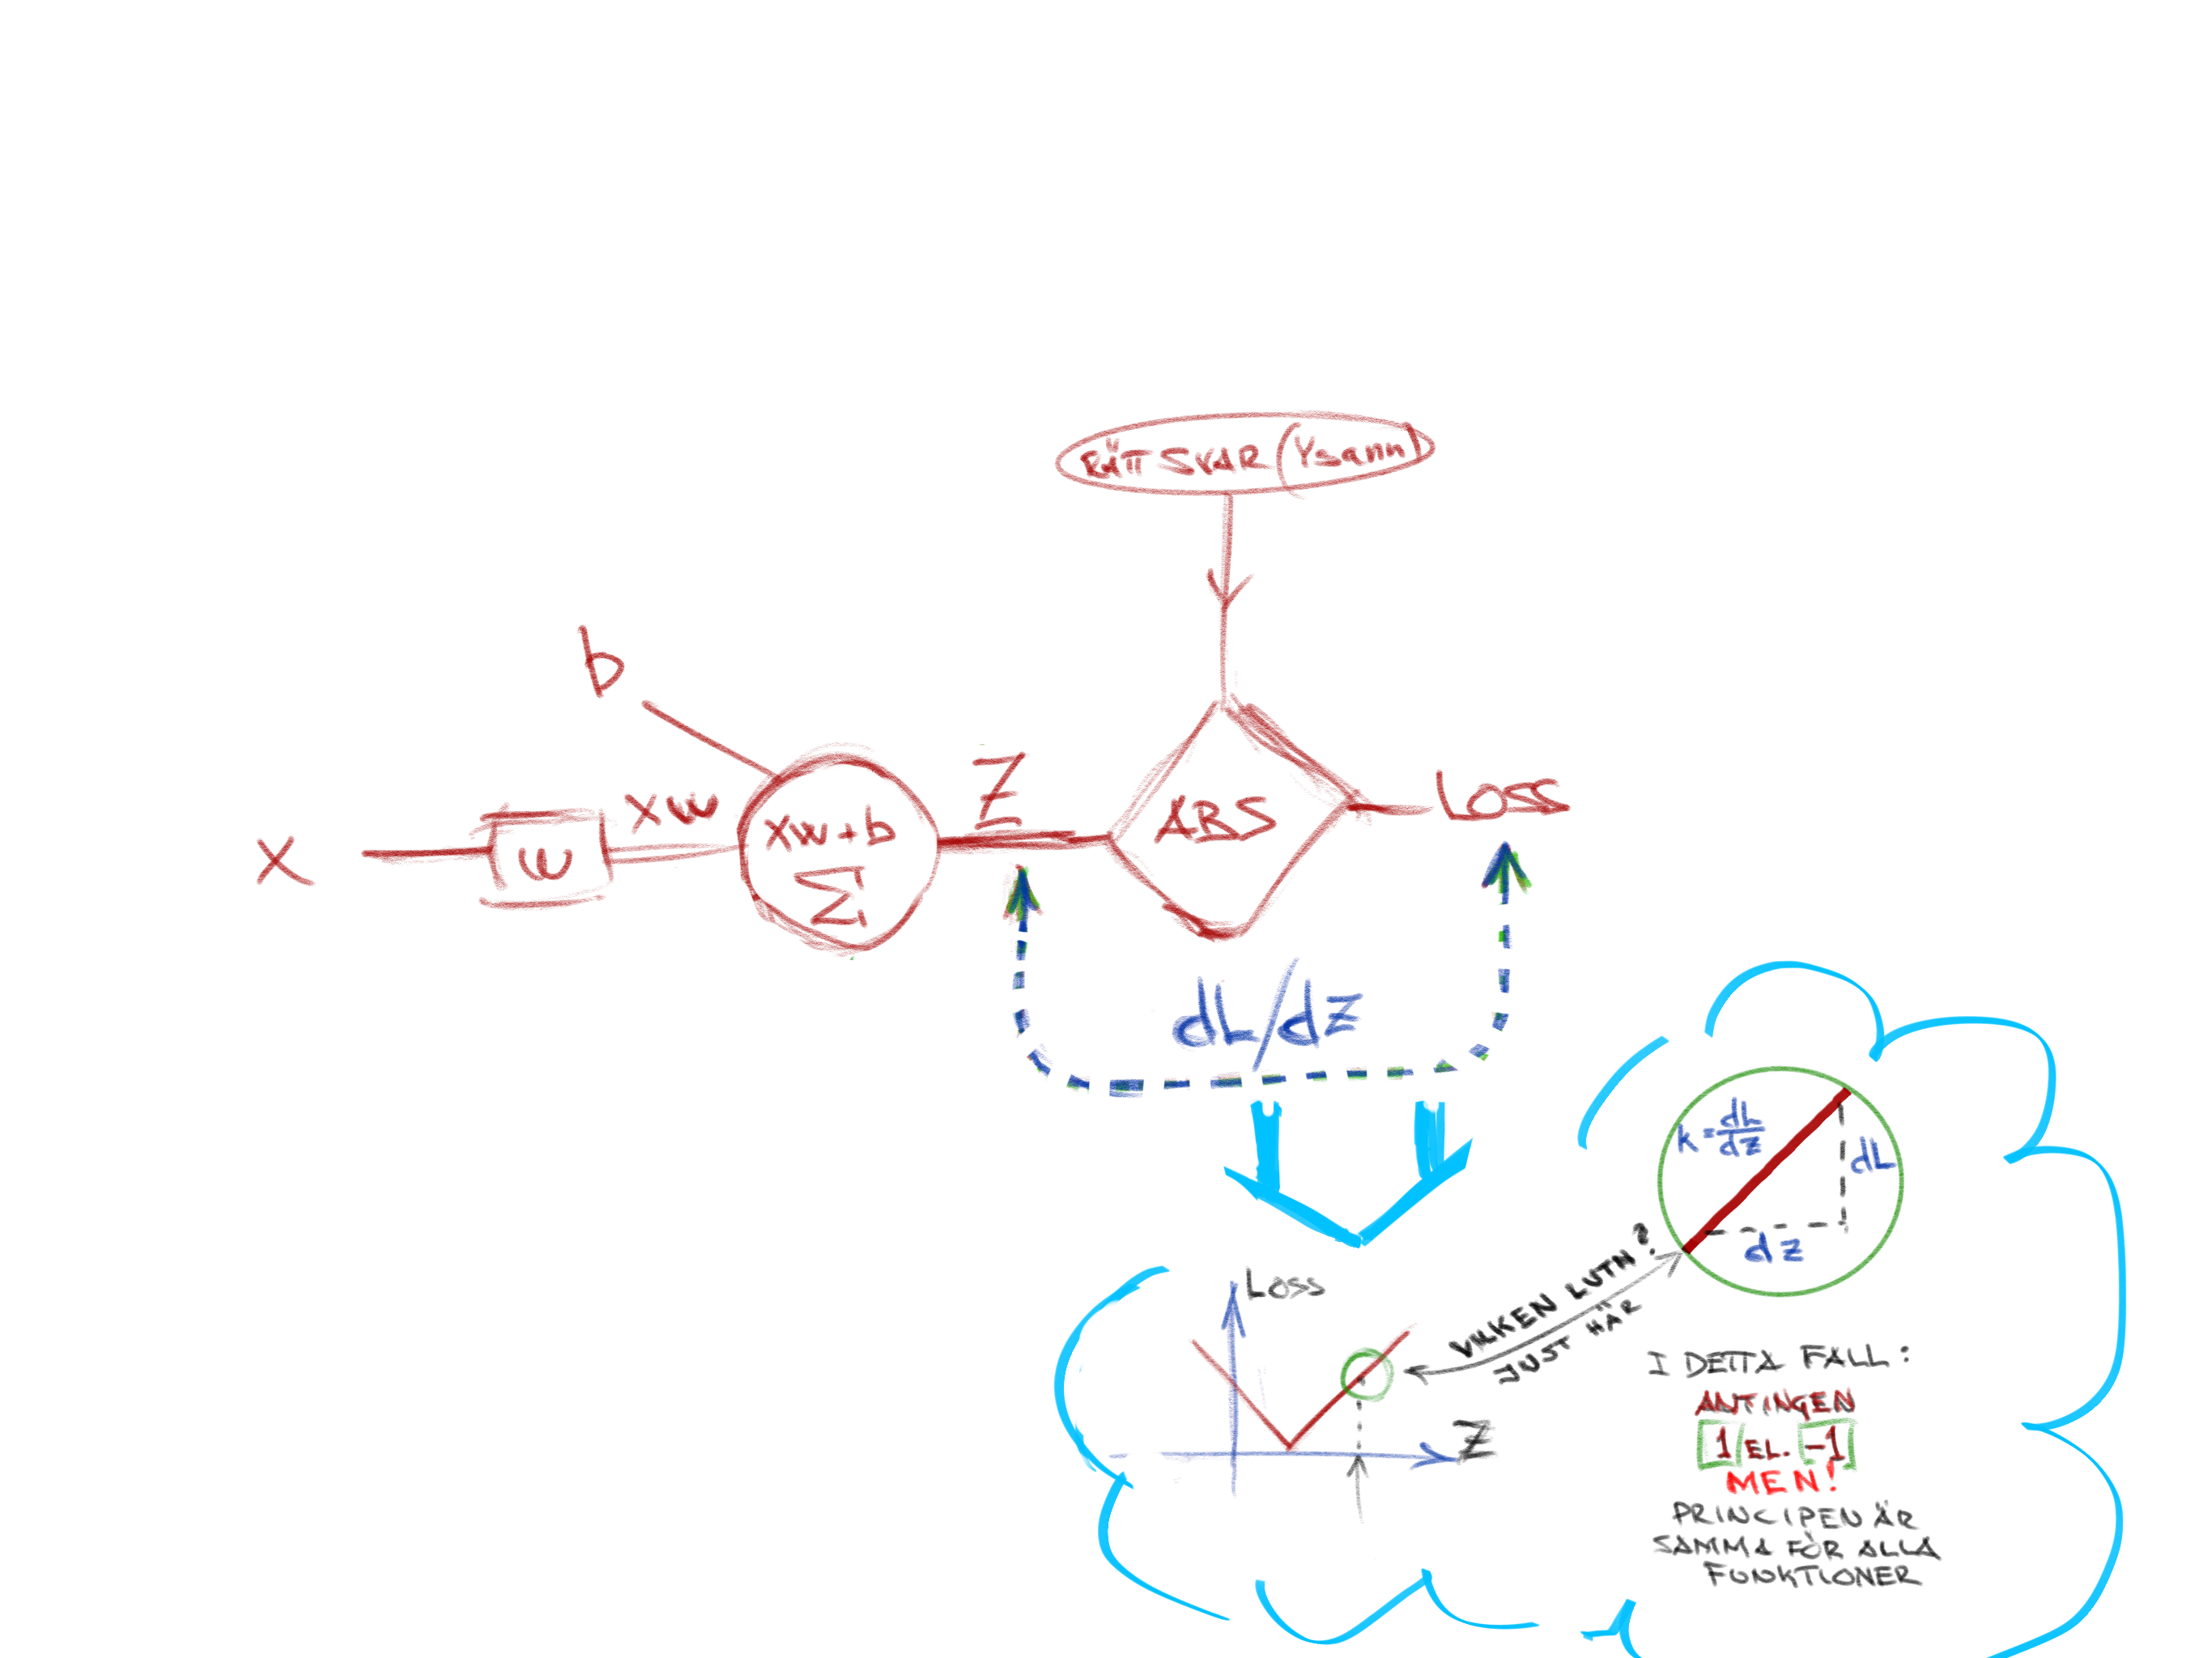 RÄTT SVAR (Ysann)
b
x
w
xw
xw+b
Σ
Z
ABS
LOSS
dL/dz
k=dL/dz
dL
dz
VILKEN LUTN?
JUST HÄR
Loss
Z
I DETTA FALL:
ANTINGEN
1 EL. -1
MEN!
PRINCIPEN ÄR
SAMMA FÖR ALLA
FUNKTIONER